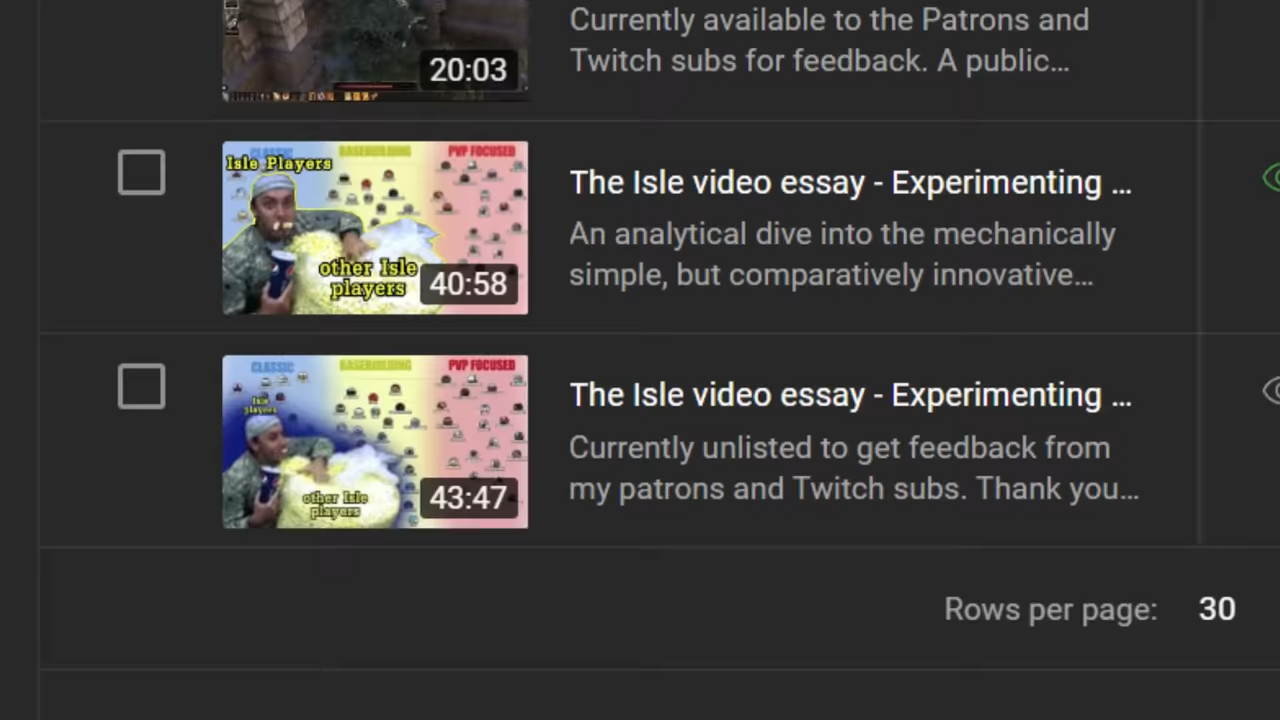 Currently available to the Patrons and
Twitch subs for feedback. A public…
20:03
CLASSIC BASEBUILDING PVP FOCUSED
Isle Players
other Isle
players
40:58
The Isle video essay - Experimenting …
An analytical dive into the mechanically
simple, but comparatively innovative…
CLASSIC BASEBUILDING PVP FOCUSED
Isle
players
other Isle
players
43:47
The Isle video essay - Experimenting …
Currently unlisted to get feedback from
my patrons and Twitch subs. Thank you…
Rows per page: 30